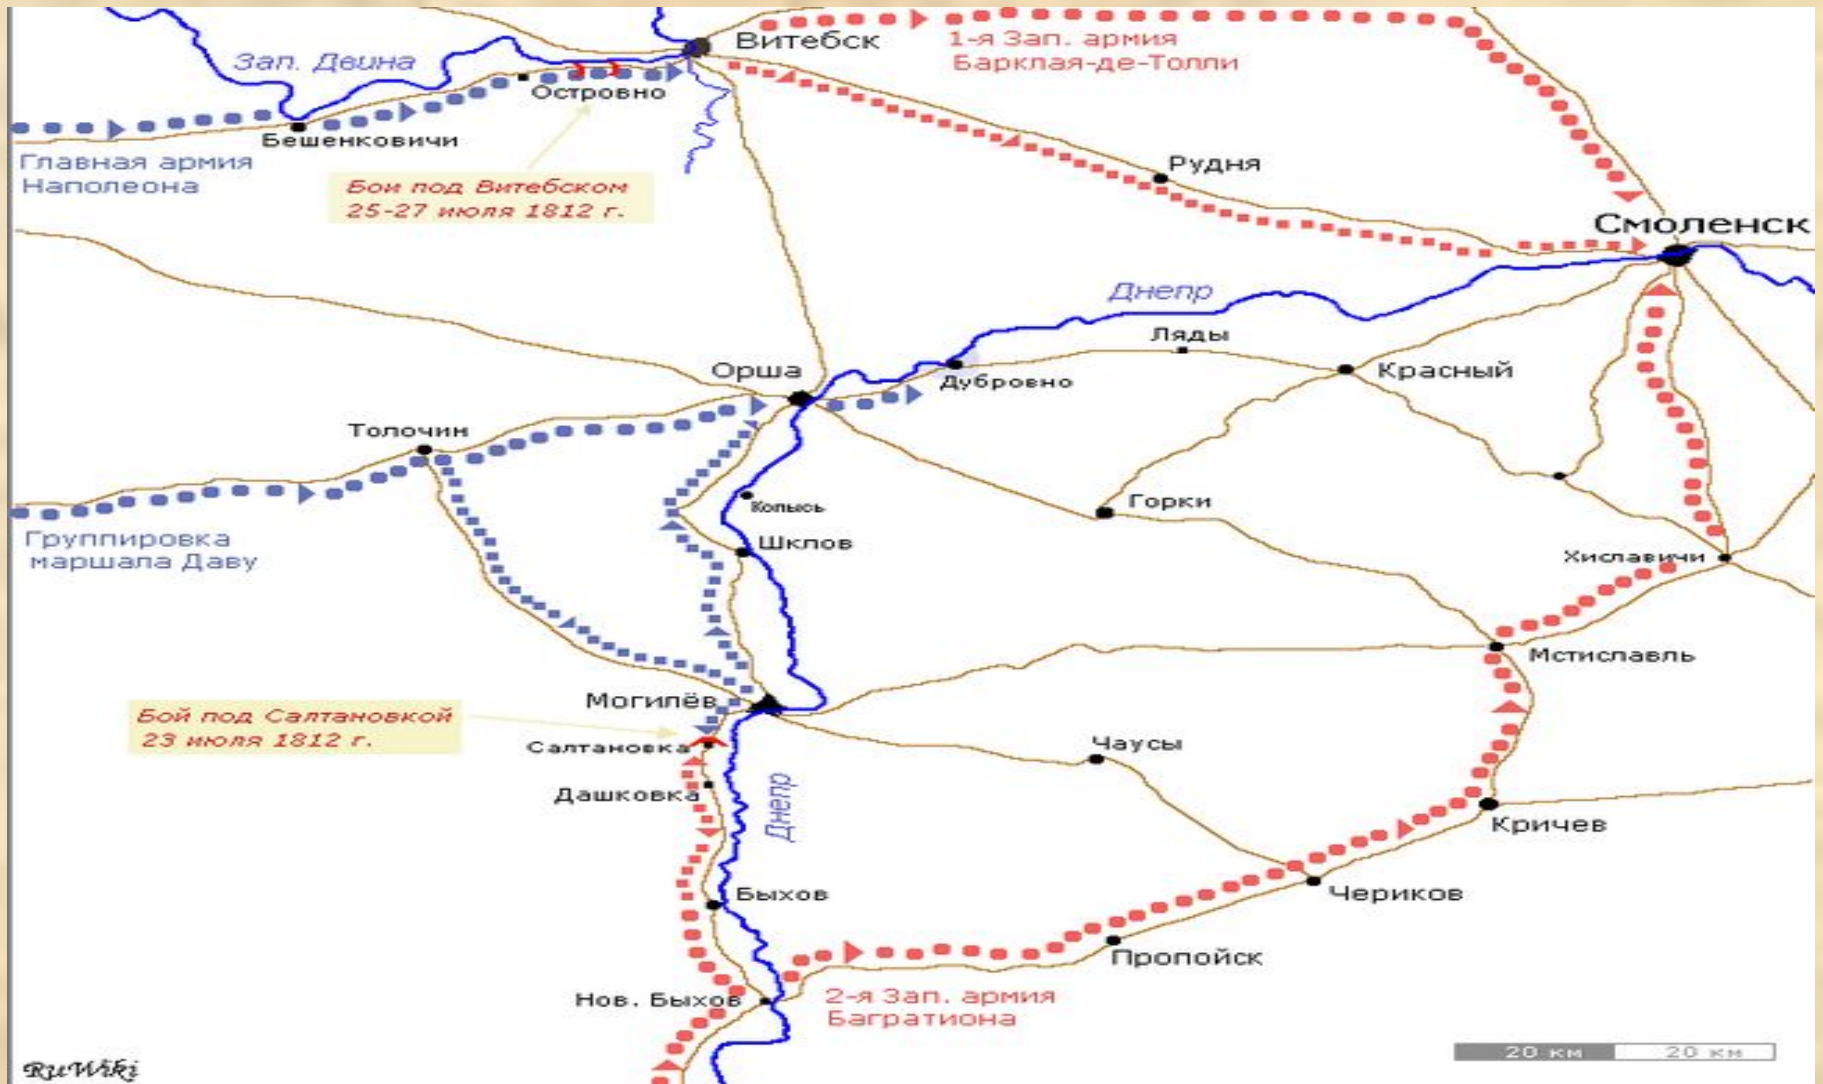 Витебск
1-я Зап. армия
Барклая-де-Толли
Зап. Двина
Островно
Бешенковичи
Главная армия
Наполеона
Бои под Витебском
25-27 июля 1812 г.
Рудня
Смоленск
Днепр
Ляды
Орша
Дубровно
Красный
Толочин
Копысь
Горки
Шклов
Группировка
маршала Даву
Хиславичи
Мстиславль
Могилёв
Бой под Салтановкой
23 июля 1812 г.
Салтановка
Чаусы
Дашковка
Днепр
Кричев
Быхов
Чериков
Пропойск
Нов. Быхов
2-я Зап. армия
Багратиона
20 км 20 км
RuWiki